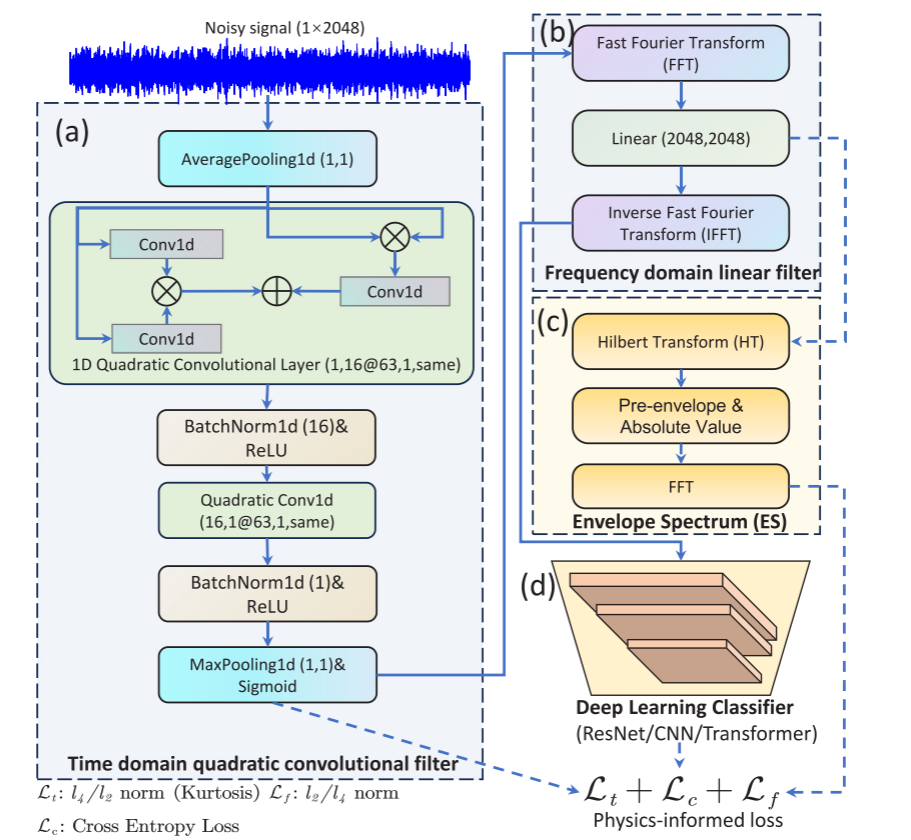 Noisy signal (1×2048)
(a)
AveragePooling1d (1,1)
Conv1d
Conv1d
Conv1d
1D Quadratic Convolutional Layer (1,16@63,1,same)
BatchNorm1d (16)&
ReLU
Quadratic Conv1d
(16,1@63,1,same)
BatchNorm1d (1)&
ReLU
MaxPooling1d (1,1)&
Sigmoid
Time domain quadratic convolutional filter
(b)
Fast Fourier Transform
(FFT)
Linear (2048,2048)
Inverse Fast Fourier
Transform (IFFT)
Frequency domain linear filter
(c)
Hilbert Transform (HT)
Pre-envelope &
Absolute Value
FFT
Envelope Spectrum (ES)
(d)
Deep Learning Classifier
(ResNet/CNN/Transformer)
ℒt + ℒc + ℒf
Physics-informed loss
ℒt: l4/l2 norm (Kurtosis) ℒf: l2/l4 norm
ℒc: Cross Entropy Loss